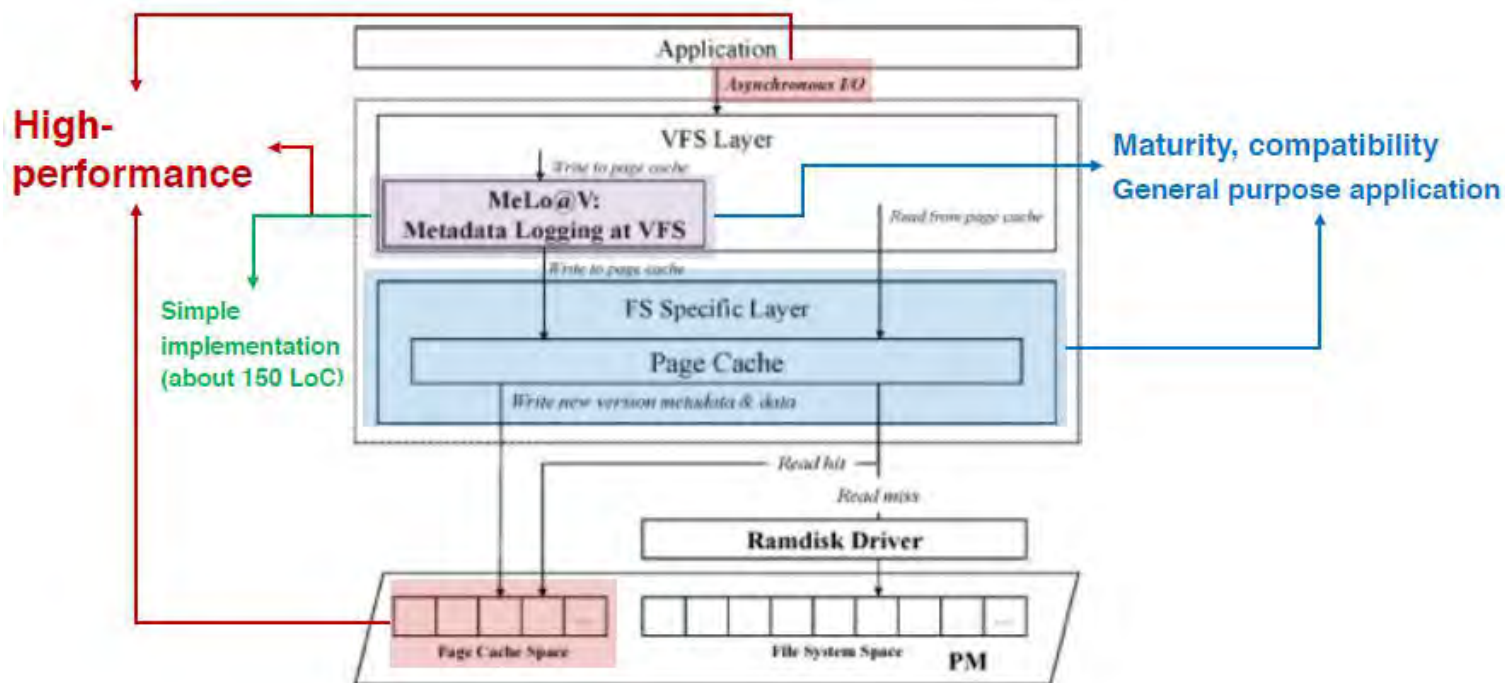 Application
Asynchronous I/O
High-
performance
VFS Layer
Write to page cache
MeLo@V:
Metadata Logging at VFS
Read from page cache
Maturity, compatibility
General purpose application
Write to page cache
Simple
implementation
(about 150 LoC)
FS Specific Layer
Page Cache
Write new version metadata & data
Read hit
Read miss
Ramdisk Driver
...
....
Page Cache Space
File System Space
PM